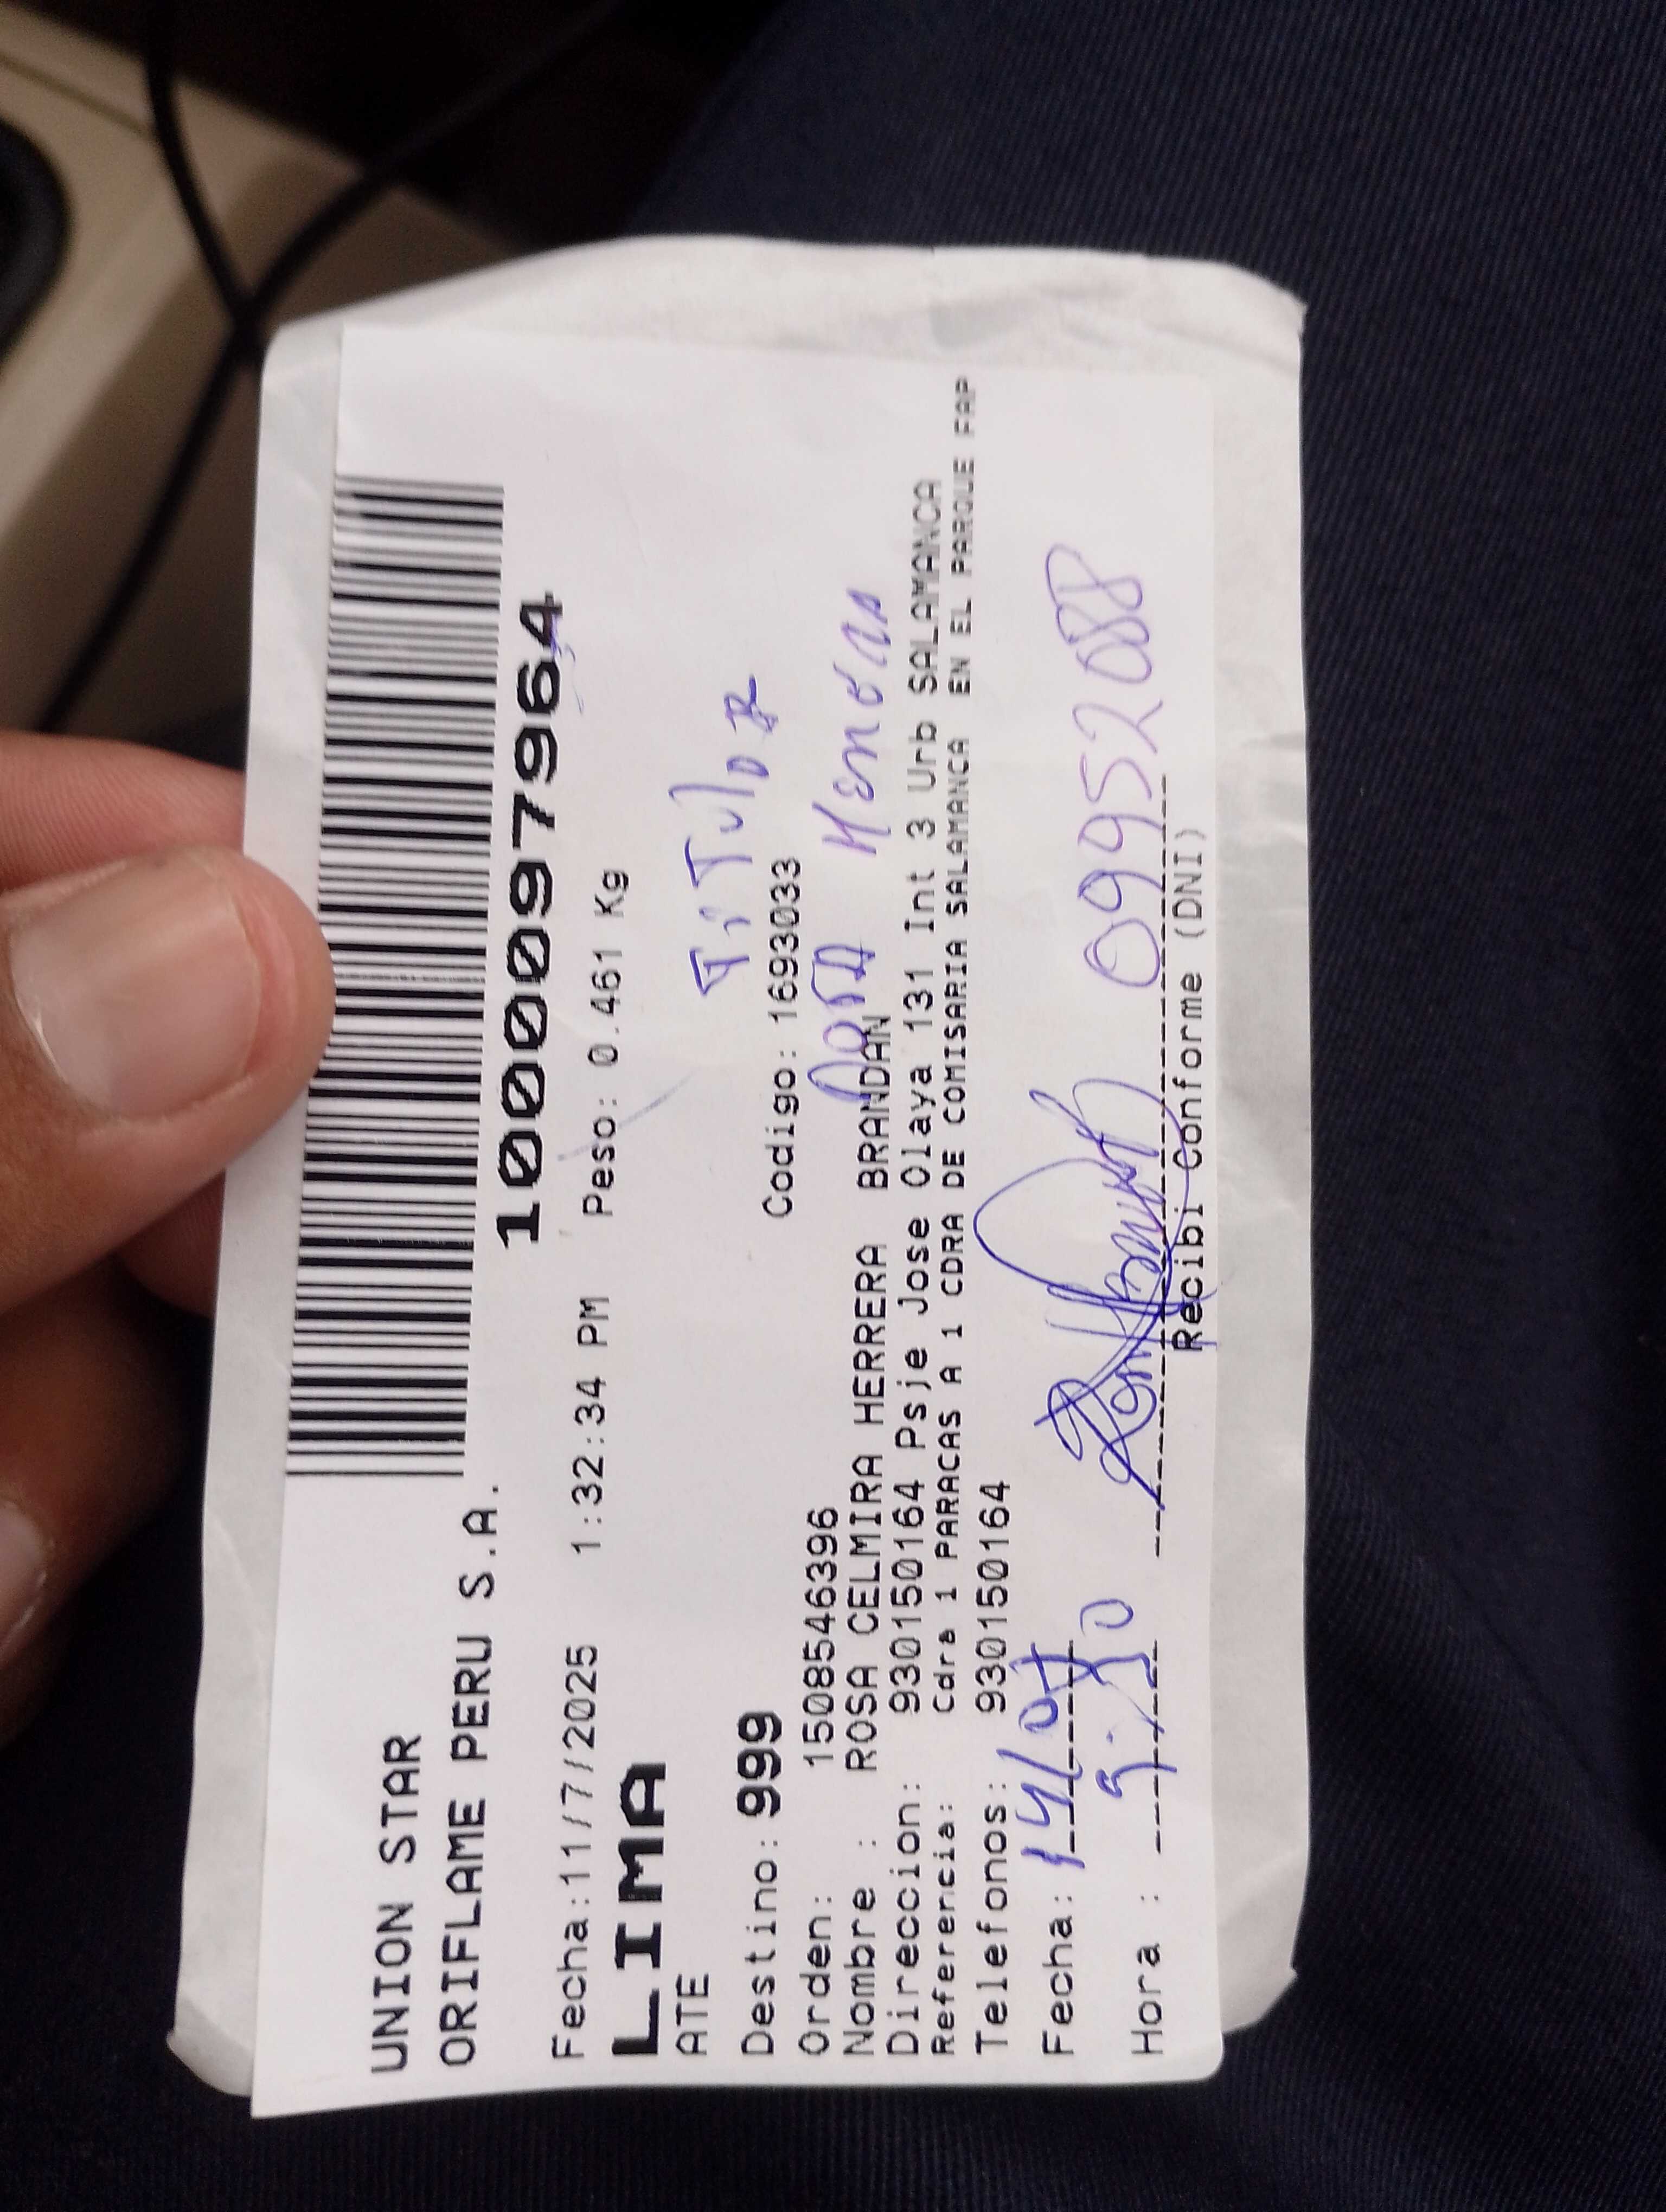 UNION STAR
ORIFLAME PERU S.A.
1000097964
Fecha:11/7/2025 1:32:34 PM Peso: 0.461 Kg
LIMA
ATE
TiTulaR
Destino: 999 Codigo: 1693033
Orden: 15085546396
Nombre : ROSA CELMIRA HERRERA BRANDAN
Direccion: 930150164 Psje Jose Olaya 131 Int 3 Urb SALAMANCA
Referencia: Cdra 1 PARACAS A 1 CDRA DE COMISARIA SALAMANCA EN EL PARQUE FAP
Telefonos: 930150164
Fecha: 14/07
Hora : 3:30 09952088
Recibi Conforme (DNI)